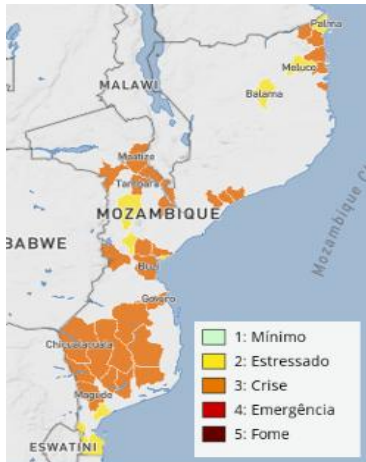 Palma
MALAWI
Meluco
Balama
Moatize
Tambara
MOZAMBIQUE
BABWE
Mozambique C
Búzi
Govuro
Chicualacuala
Magude
ESWATINI
1: Mínimo
2: Estressado
3: Crise
4: Emergência
5: Fome